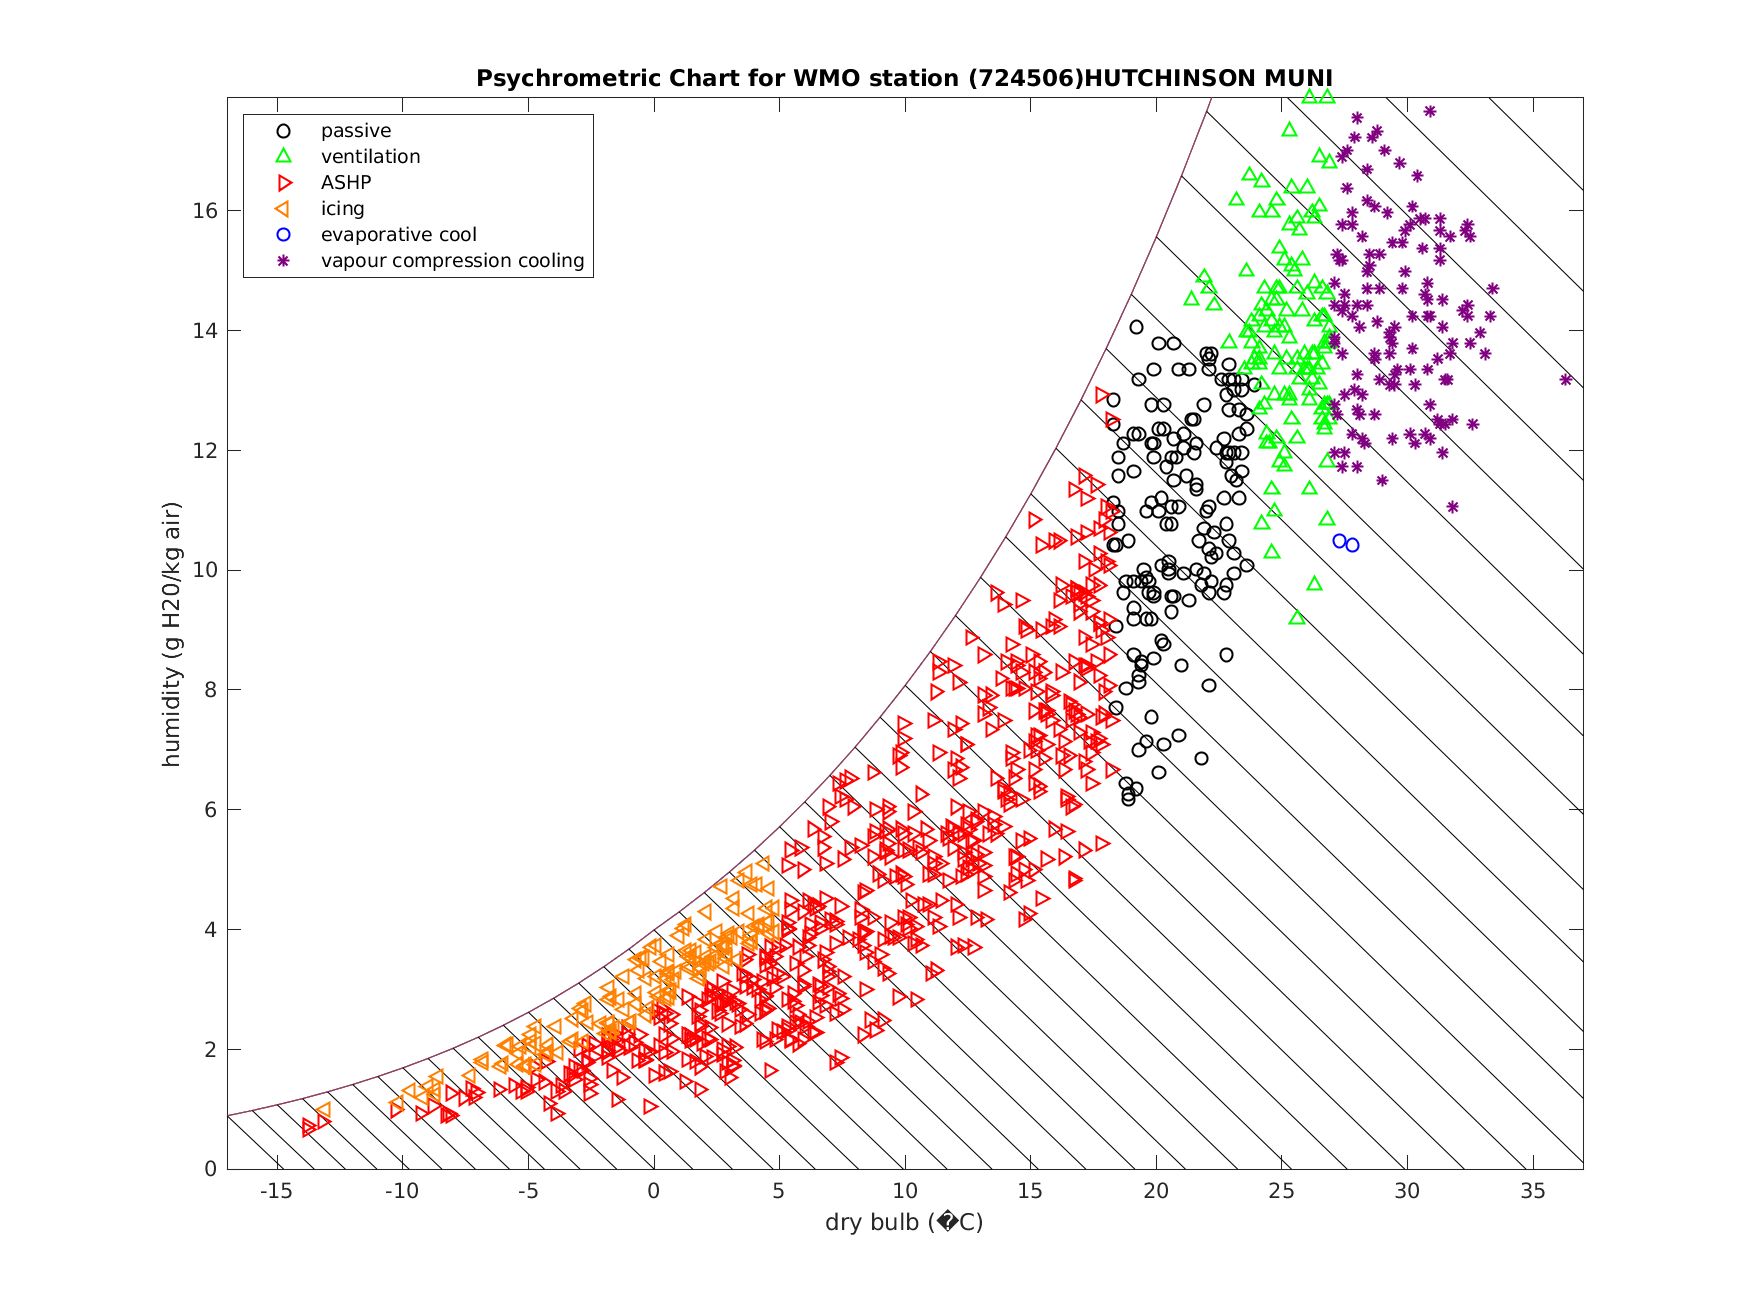 Psychrometric Chart for WMO station (724506)HUTCHINSON MUNI
passive
ventilation
ASHP
icing
evaporative cool
vapour compression cooling
humidity (g H20/kg air)
16
14
12
10
8
6
4
2
0
-15 -10 -5 0 5 10 15 20 25 30 35
dry bulb (�C)